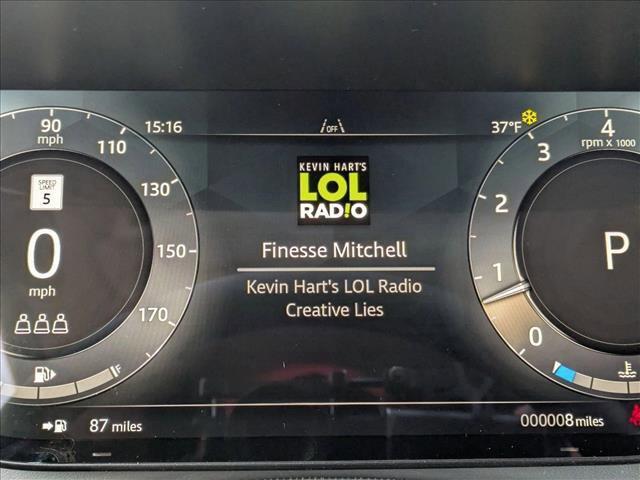 90
mph
110
130
150
170
SPEED
LIMIT
5
0
mph
F
87 miles
15:16
OFF
37°F
KEVIN HART'S
LOL
RADIO
Finesse Mitchell
Kevin Hart's LOL Radio
Creative Lies
4
rpm x 1000
3
2
1
0
P
000008 miles